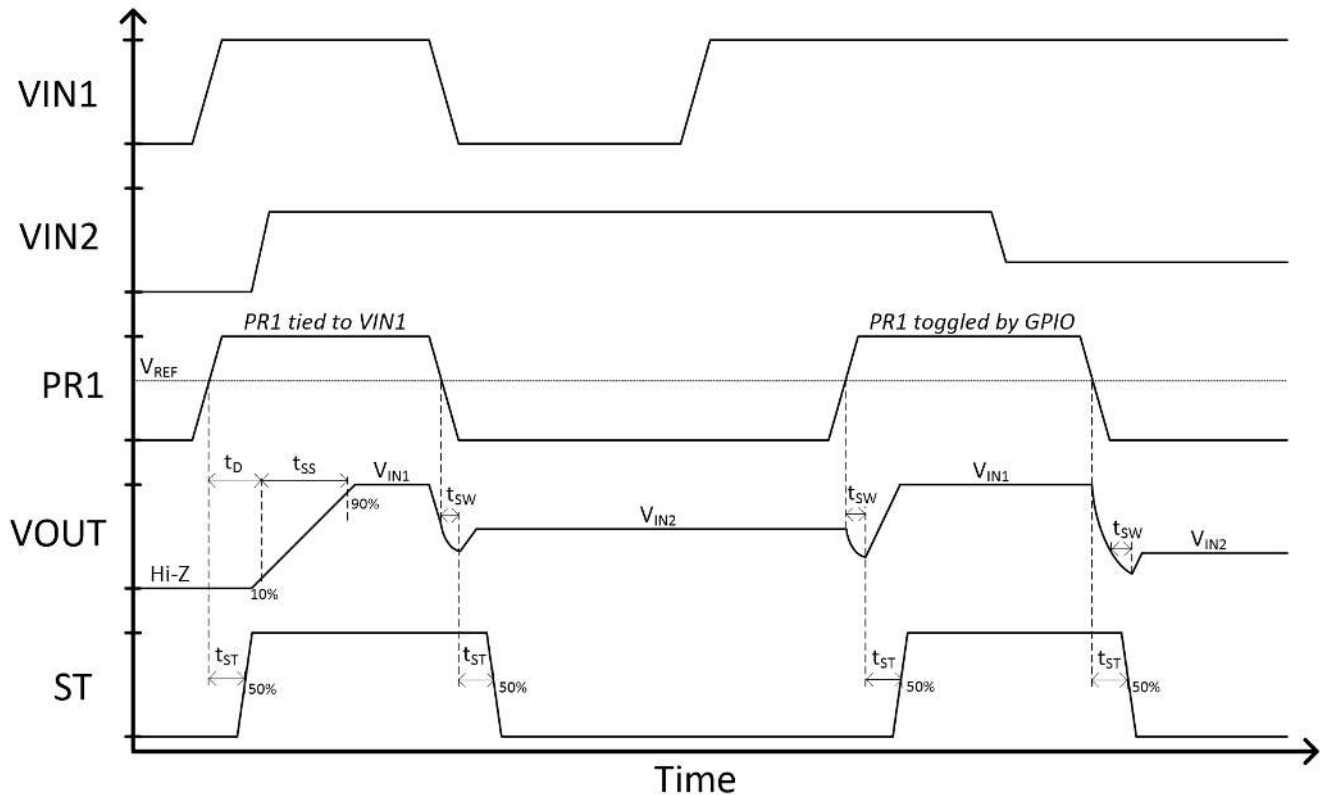 VIN1
VIN2
PR1 tied to VIN1
PR1 toggled by GPIO
VREF
PR1
tD
tSS
VIN1
90%
tSW
VIN2
tSW
VIN1
tSW
VIN2
VOUT
Hi-Z
10%
tST
50%
tST
50%
tST
50%
tST
50%
ST
Time